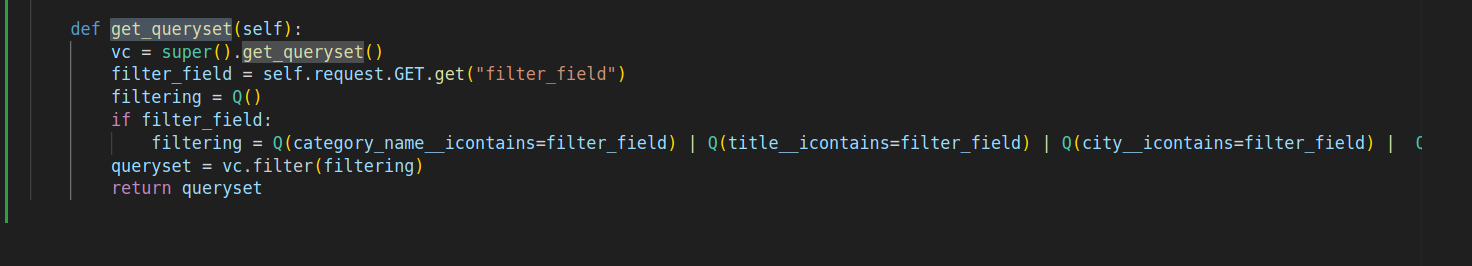 def get_queryset(self):
    vc = super().get_queryset()
    filter_field = self.request.GET.get("filter_field")
    filtering = Q()
    if filter_field:
        filtering = Q(category_name__icontains=filter_field) | Q(title__icontains=filter_field) | Q(city__icontains=filter_field) |
    queryset = vc.filter(filtering)
    return queryset